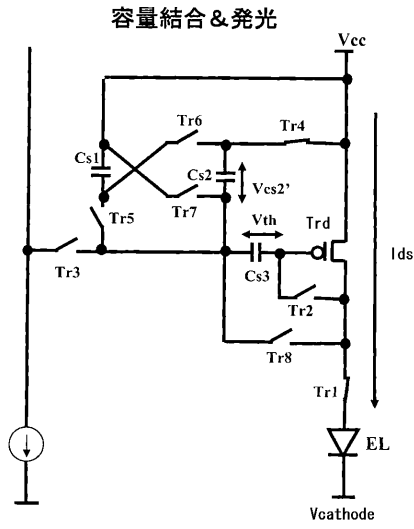 容量結合＆発光
Vcc
Tr6
Tr4
Cs1
Cs2
Vcs2'
Tr7
Tr5
Vth
Trd
Ids
Tr3
Cs3
Tr2
Tr8
Tr1
EL
Vcathode